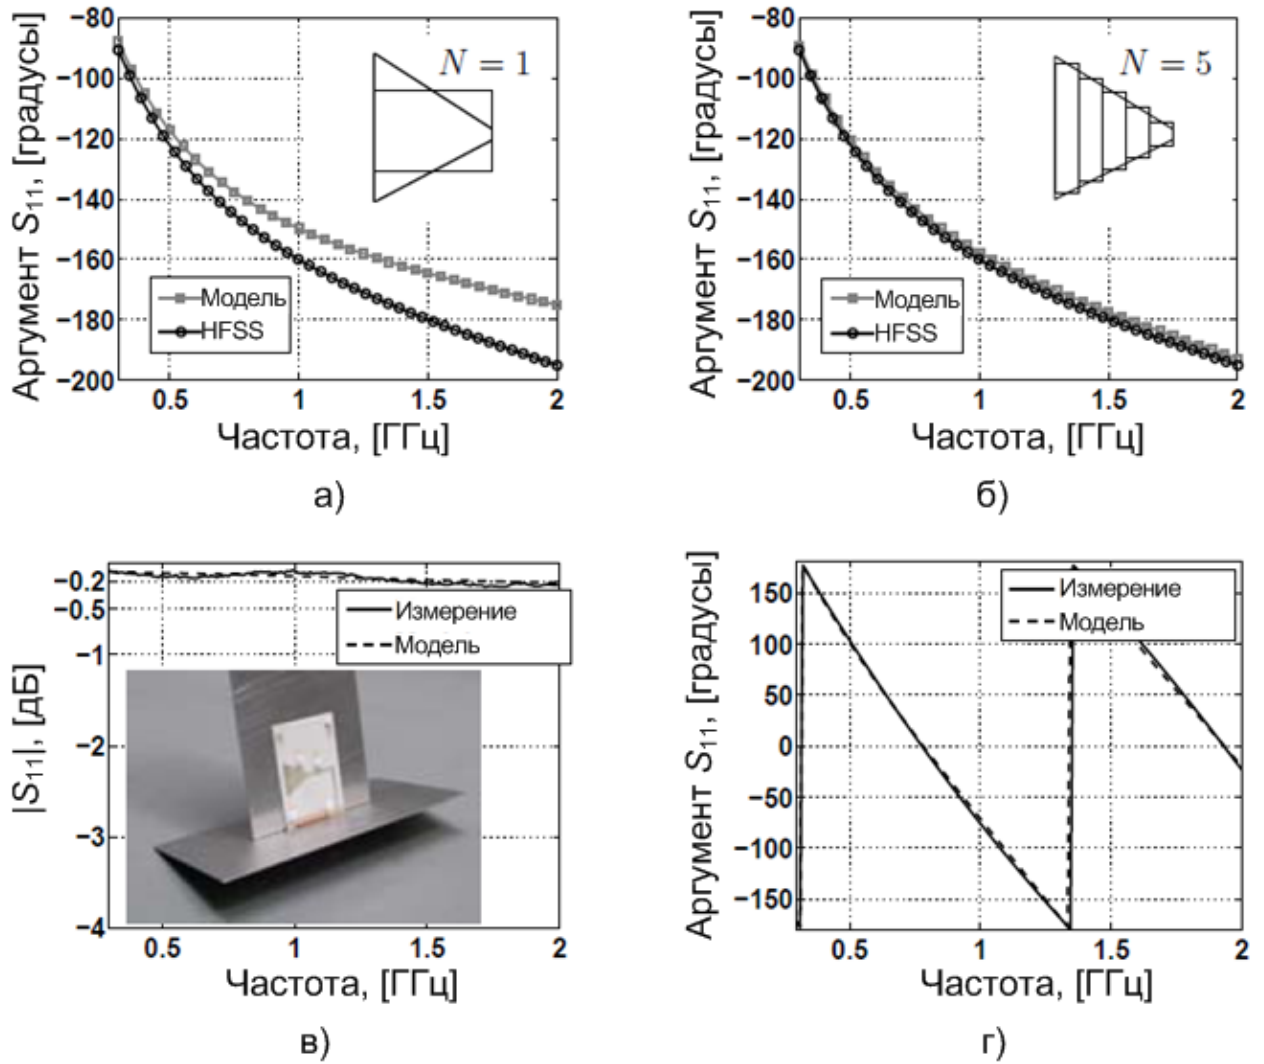 Аргумент S₁₁, [градусы]
−80
−100
−120
−140
−160
−180
−200
N = 1
Модель
HFSS
0.5
1
1.5
2
Частота, [ГГц]
а)
Аргумент S₁₁, [градусы]
−80
−100
−120
−140
−160
−180
−200
N = 5
Модель
HFSS
0.5
1
1.5
2
Частота, [ГГц]
б)
|S₁₁|, [дБ]
−0.2
−0.5
−1
−2
−3
−4
Измерение
Модель
0.5
1
1.5
2
Частота, [ГГц]
в)
Аргумент S₁₁, [градусы]
150
100
50
0
−50
−100
−150
Измерение
Модель
0.5
1
1.5
2
Частота, [ГГц]
г)